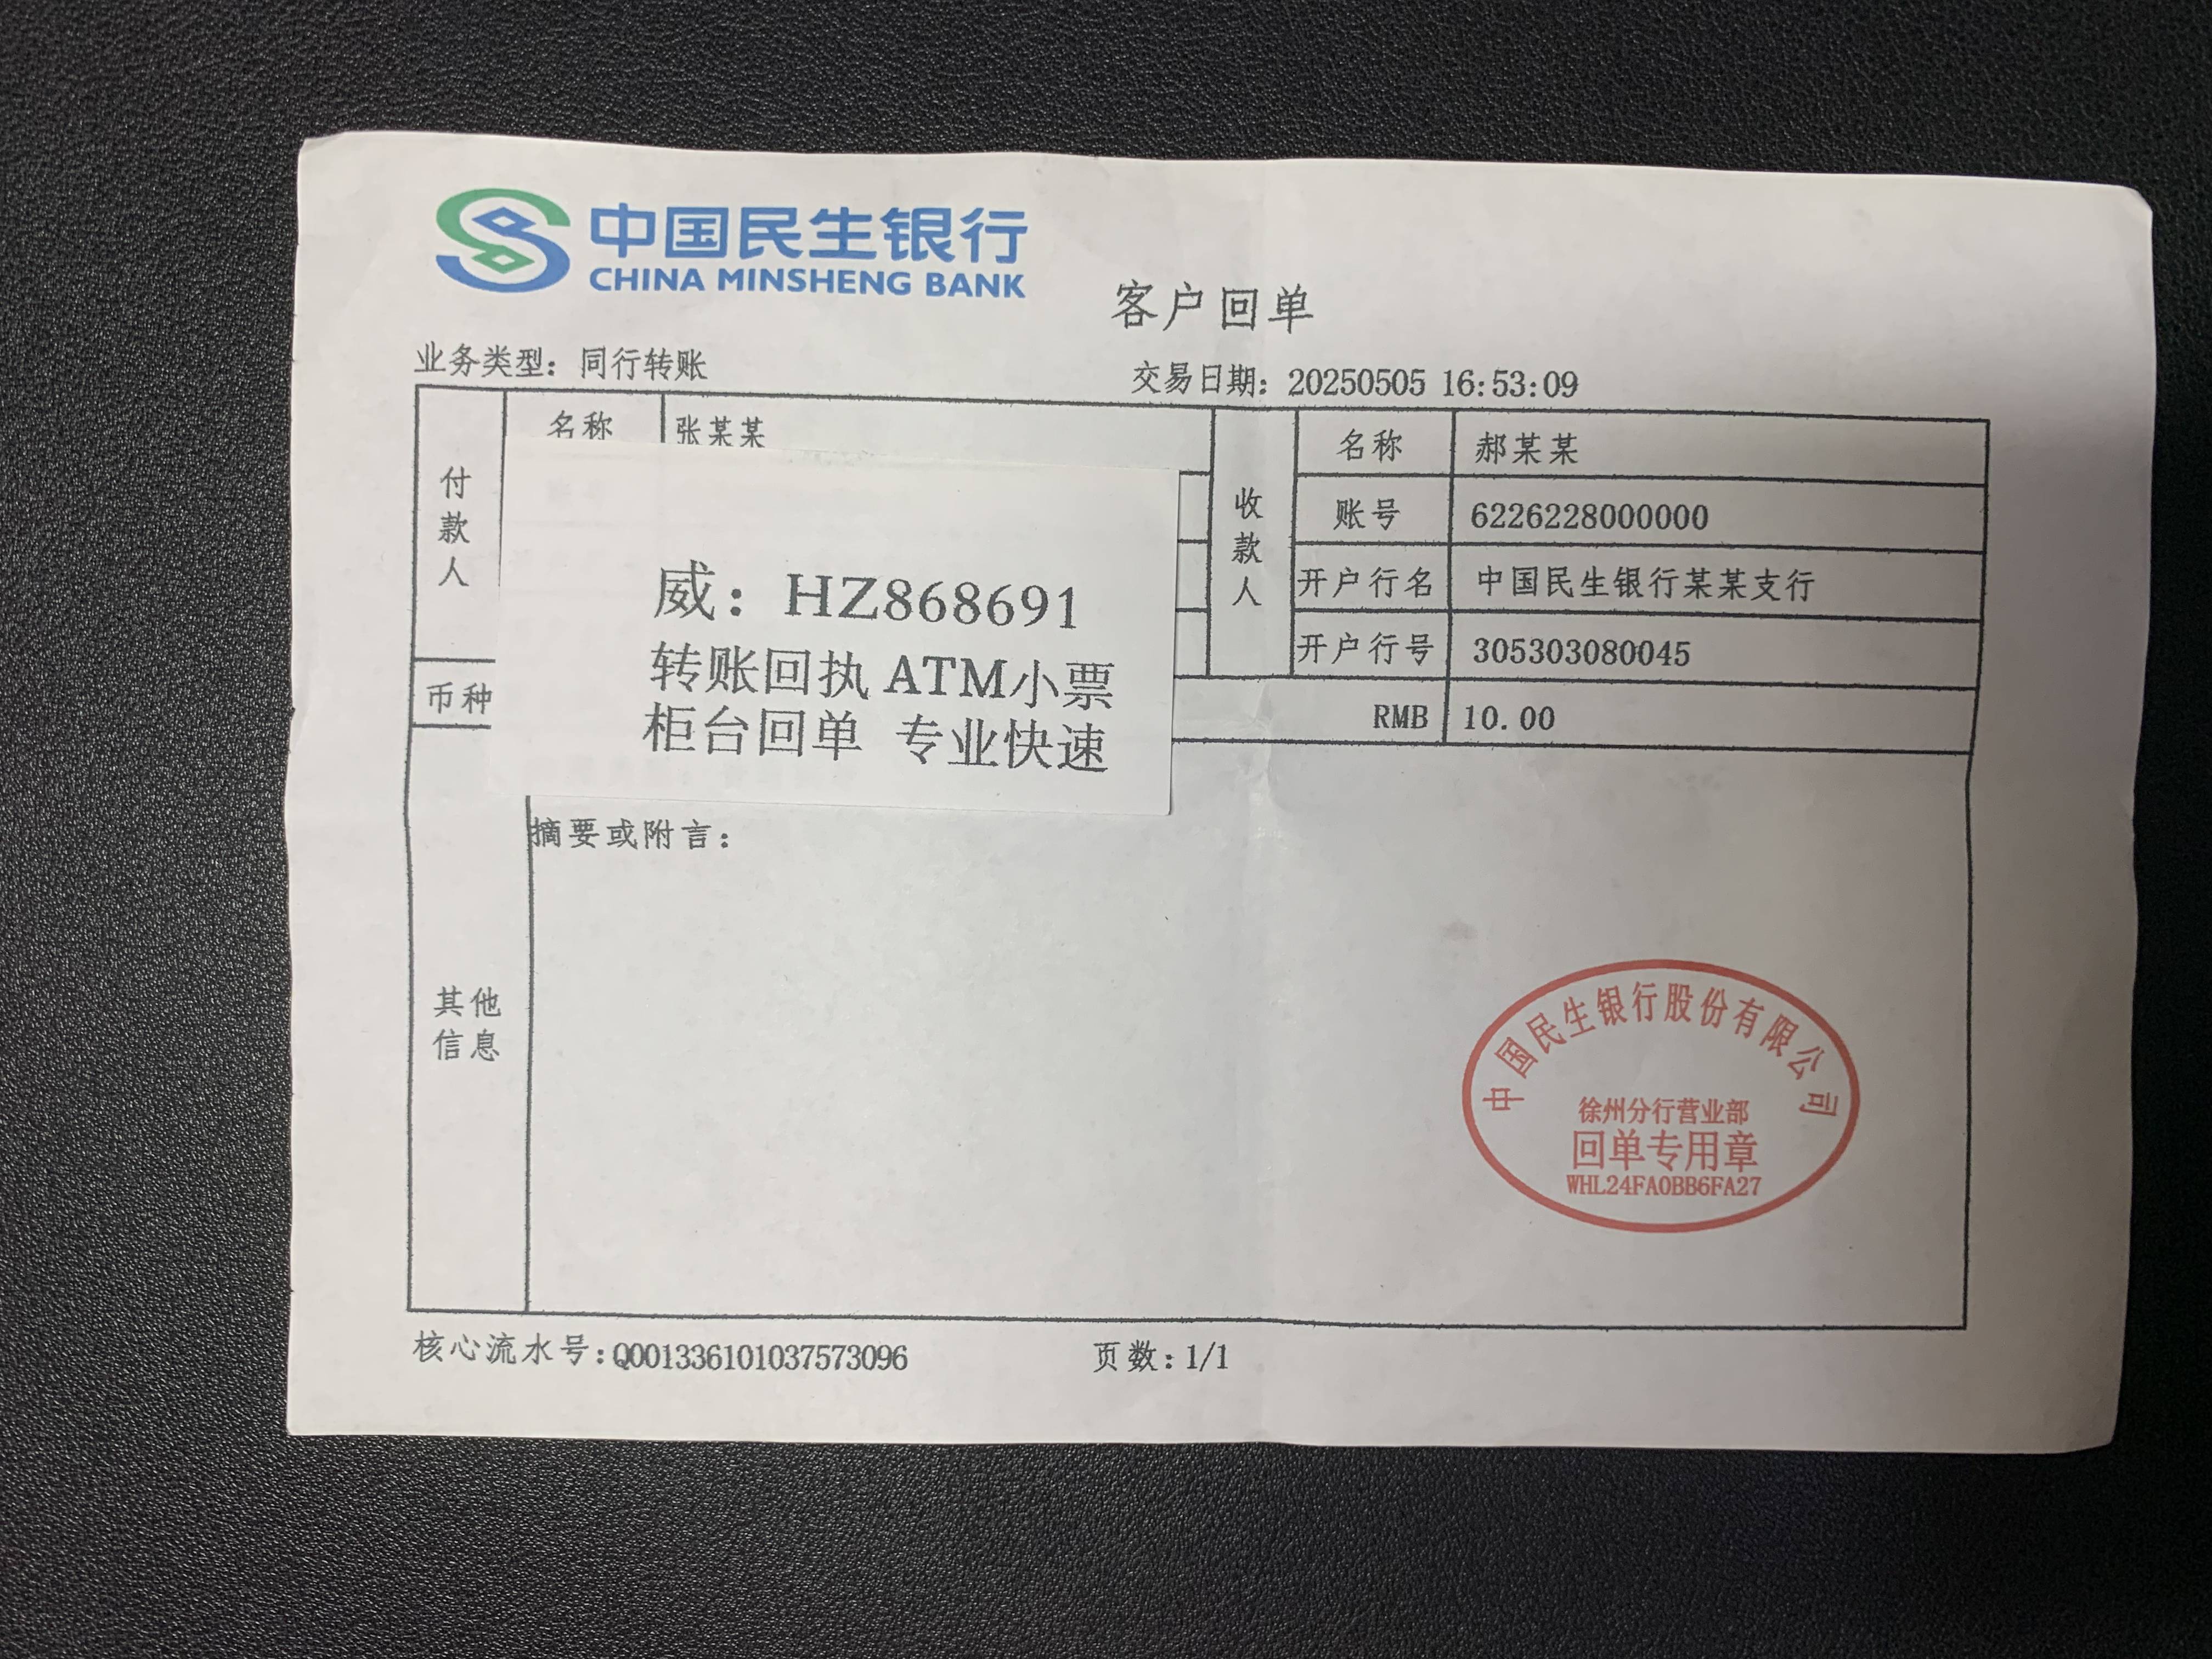 中国民生银行
CHINA MINSHENG BANK
客户回单
业务类型：同行转账
交易日期：20250505 16:53:09
付款人
名称 张某某
收款人
名称 郝某某
账号 6226228000000
开户行名 中国民生银行某某支行
开户行号 305303080045
威：HZ868691
转账回执 ATM小票
柜台回单 专业快速
币种
RMB 10.00
摘要或附言：
其他
信息
中国民生银行股份有限公司
徐州分行营业部
回单专用章
WHL24FA0BB6FA27
核心流水号：Q001336101037573096
页数：1/1